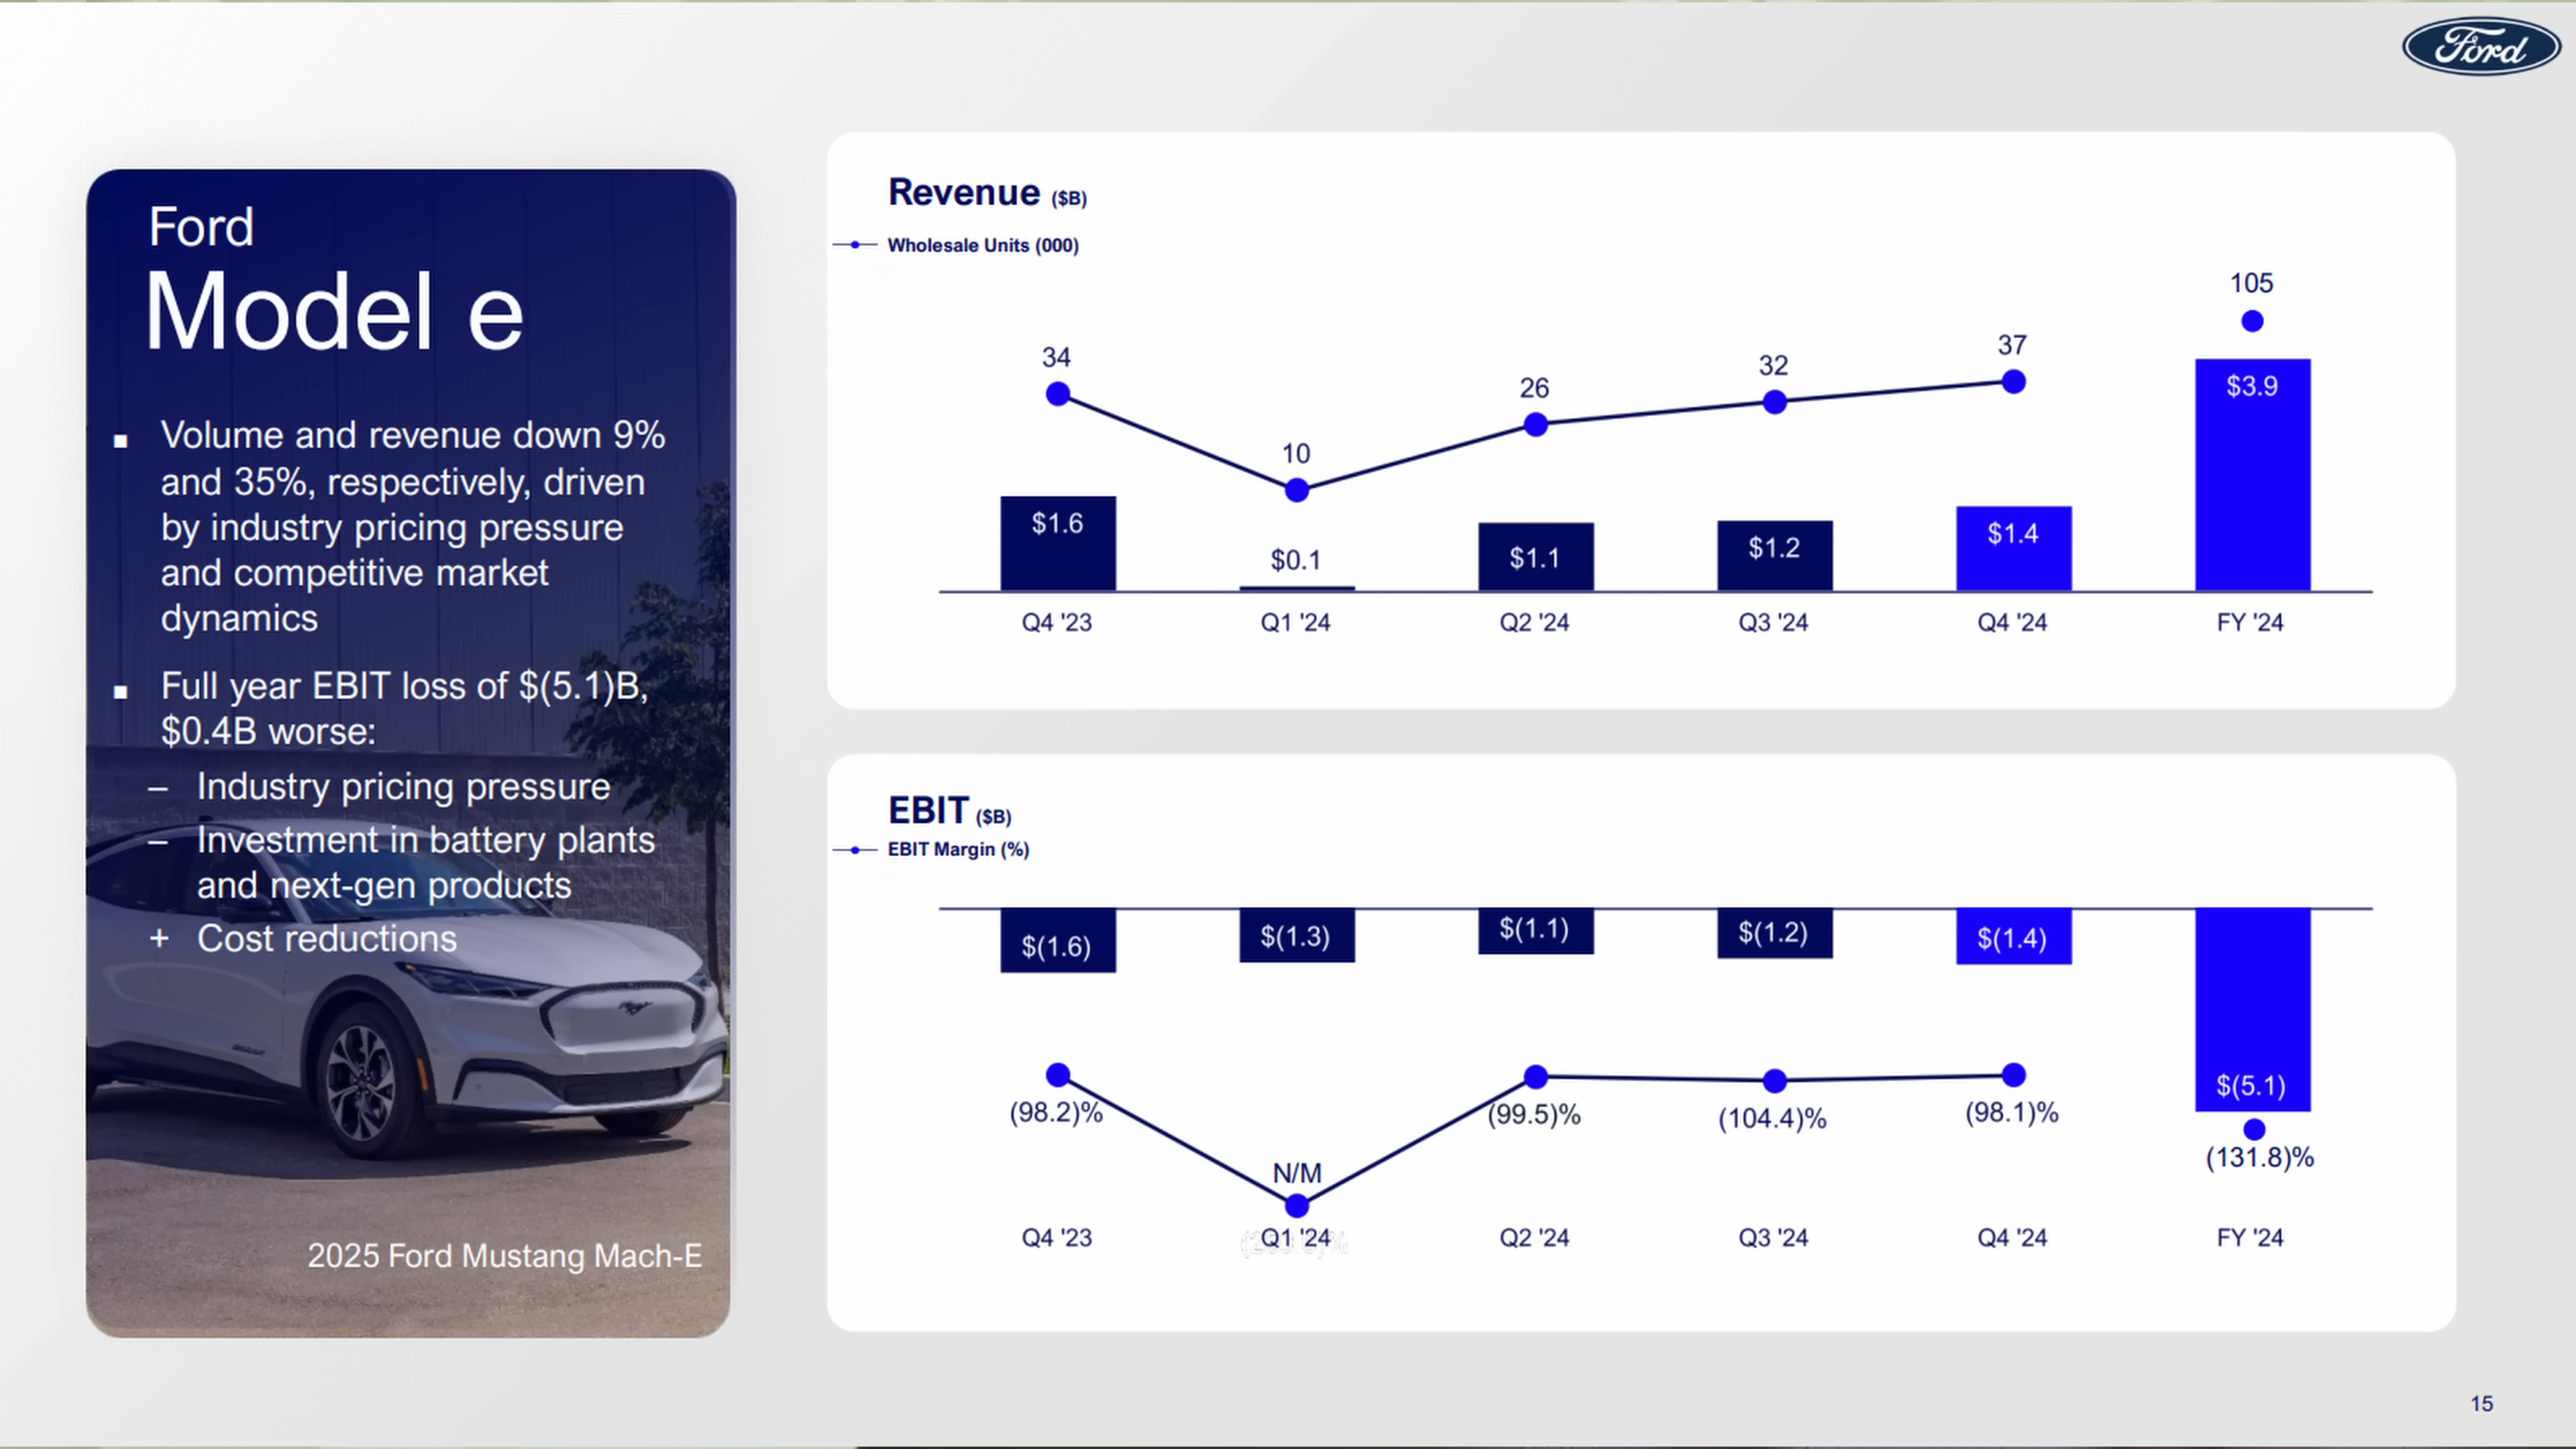 Ford
Ford
Model e
▪ Volume and revenue down 9%
and 35%, respectively, driven
by industry pricing pressure
and competitive market
dynamics
▪ Full year EBIT loss of $(5.1)B,
$0.4B worse:
– Industry pricing pressure
– Investment in battery plants
and next-gen products
+ Cost reductions
2025 Ford Mustang Mach-E
Revenue ($B)
Wholesale Units (000)
34 10 26 32 37 105
$1.6 $0.1 $1.1 $1.2 $1.4 $3.9
Q4 '23 Q1 '24 Q2 '24 Q3 '24 Q4 '24 FY '24
EBIT ($B)
EBIT Margin (%)
$(1.6) $(1.3) $(1.1) $(1.2) $(1.4) $(5.1)
(98.2)% N/M (99.5)% (104.4)% (98.1)% (131.8)%
Q4 '23 Q1 '24 Q2 '24 Q3 '24 Q4 '24 FY '24
15